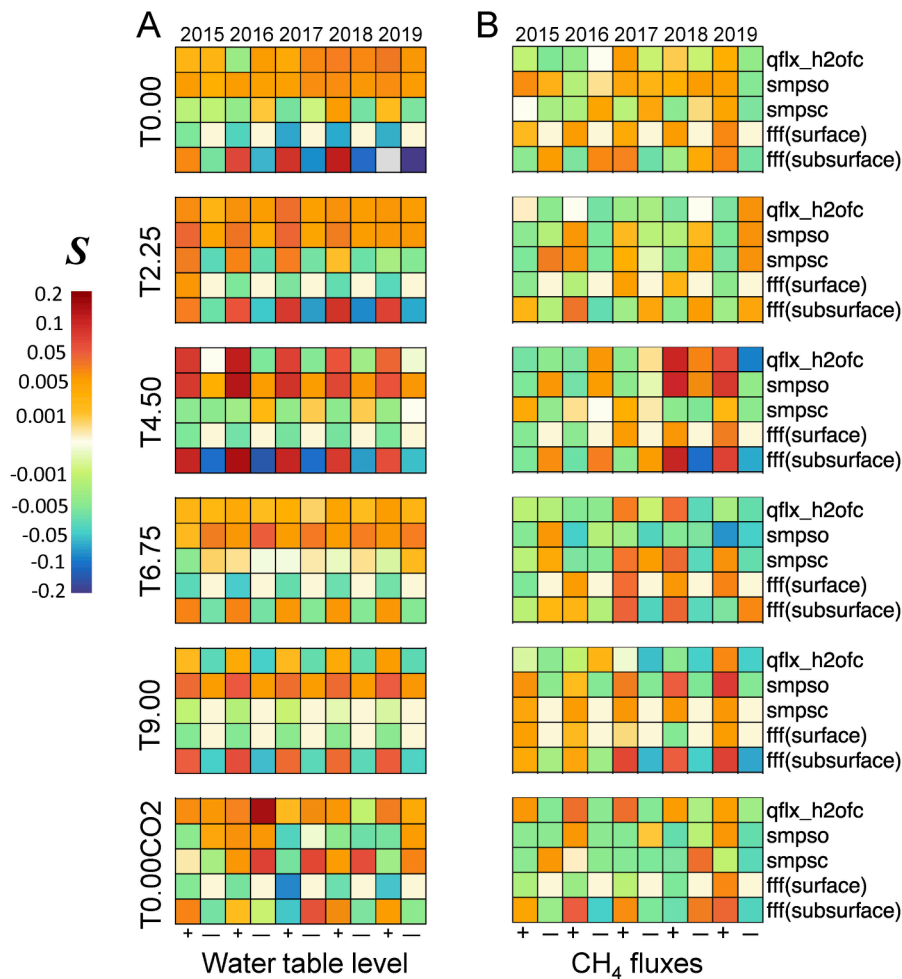 A
B
2015 2016 2017 2018 2019
2015 2016 2017 2018 2019
T0.00
qflx_h2ofc
smpso
smpsc
fff(surface)
fff(subsurface)
T2.25
qflx_h2ofc
smpso
smpsc
fff(surface)
fff(subsurface)
S
0.2
0.1
0.05
0.005
0.001
-0.001
-0.005
-0.05
-0.1
-0.2
T4.50
qflx_h2ofc
smpso
smpsc
fff(surface)
fff(subsurface)
T6.75
qflx_h2ofc
smpso
smpsc
fff(surface)
fff(subsurface)
T9.00
qflx_h2ofc
smpso
smpsc
fff(surface)
fff(subsurface)
T0.00CO2
qflx_h2ofc
smpso
smpsc
fff(surface)
fff(subsurface)
+ — + — + — + — + —
+ — + — + — + — + —
Water table level
CH₄ fluxes